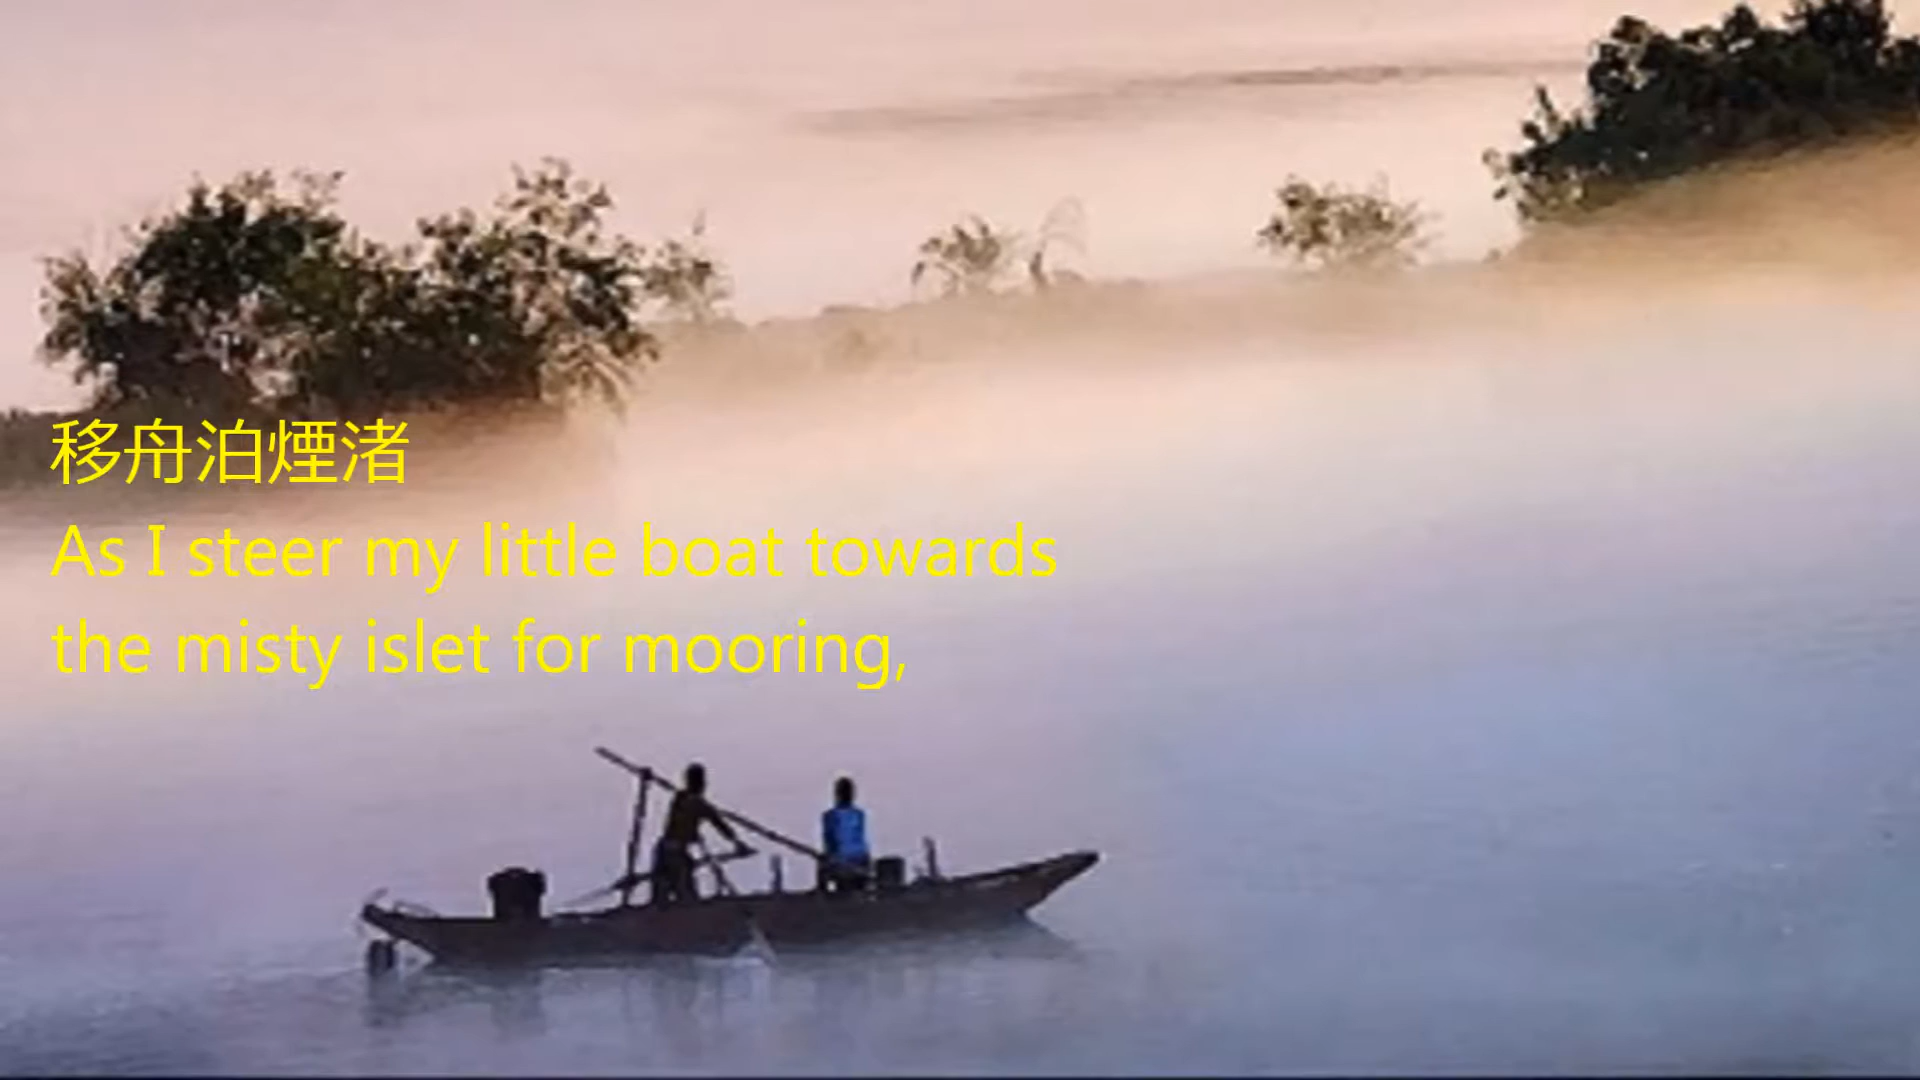 移舟泊煙渚
As I steer my little boat towards
the misty islet for mooring,